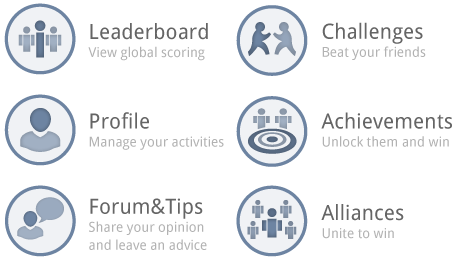 Leaderboard
View global scoring
Challenges
Beat your friends
Profile
Manage your activities
Achievements
Unlock them and win
Forum&Tips
Share your opinion
and leave an advice
Alliances
Unite to win